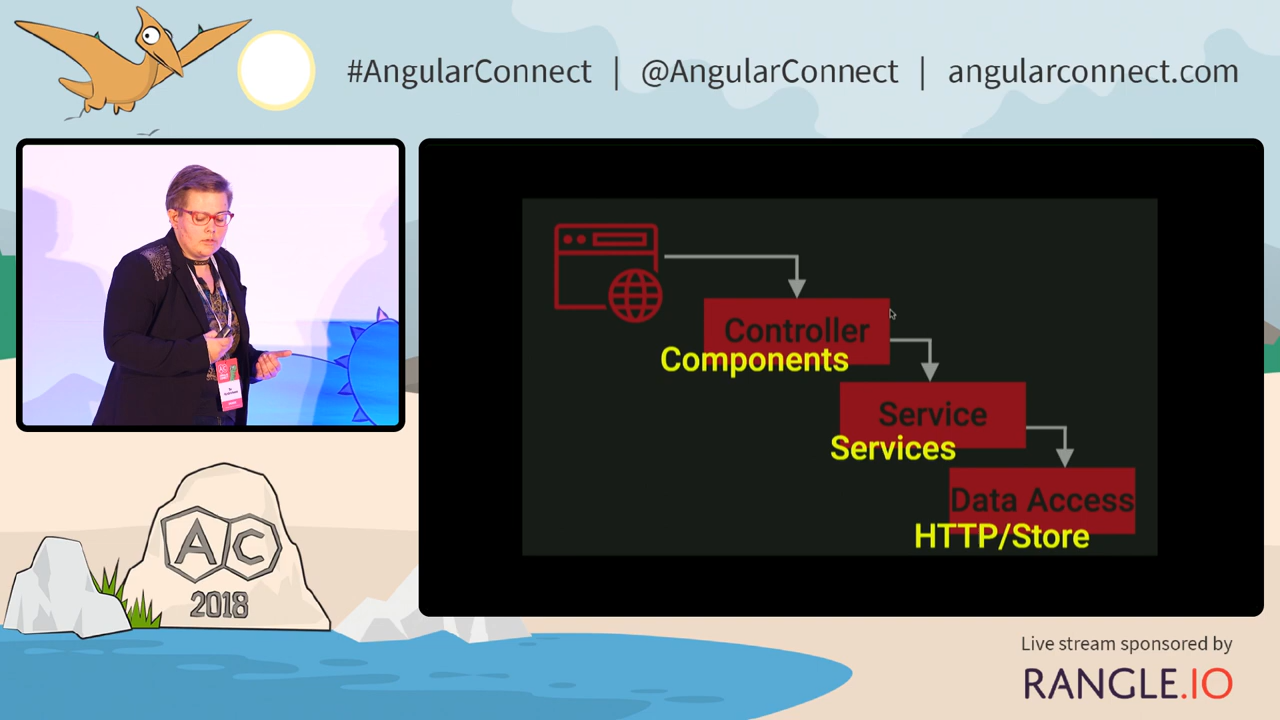 #AngularConnect | @AngularConnect | angularconnect.com
Controller
Components
Service
Services
Data Access
HTTP/Store
AC
2018
Live stream sponsored by
RANGLE.IO